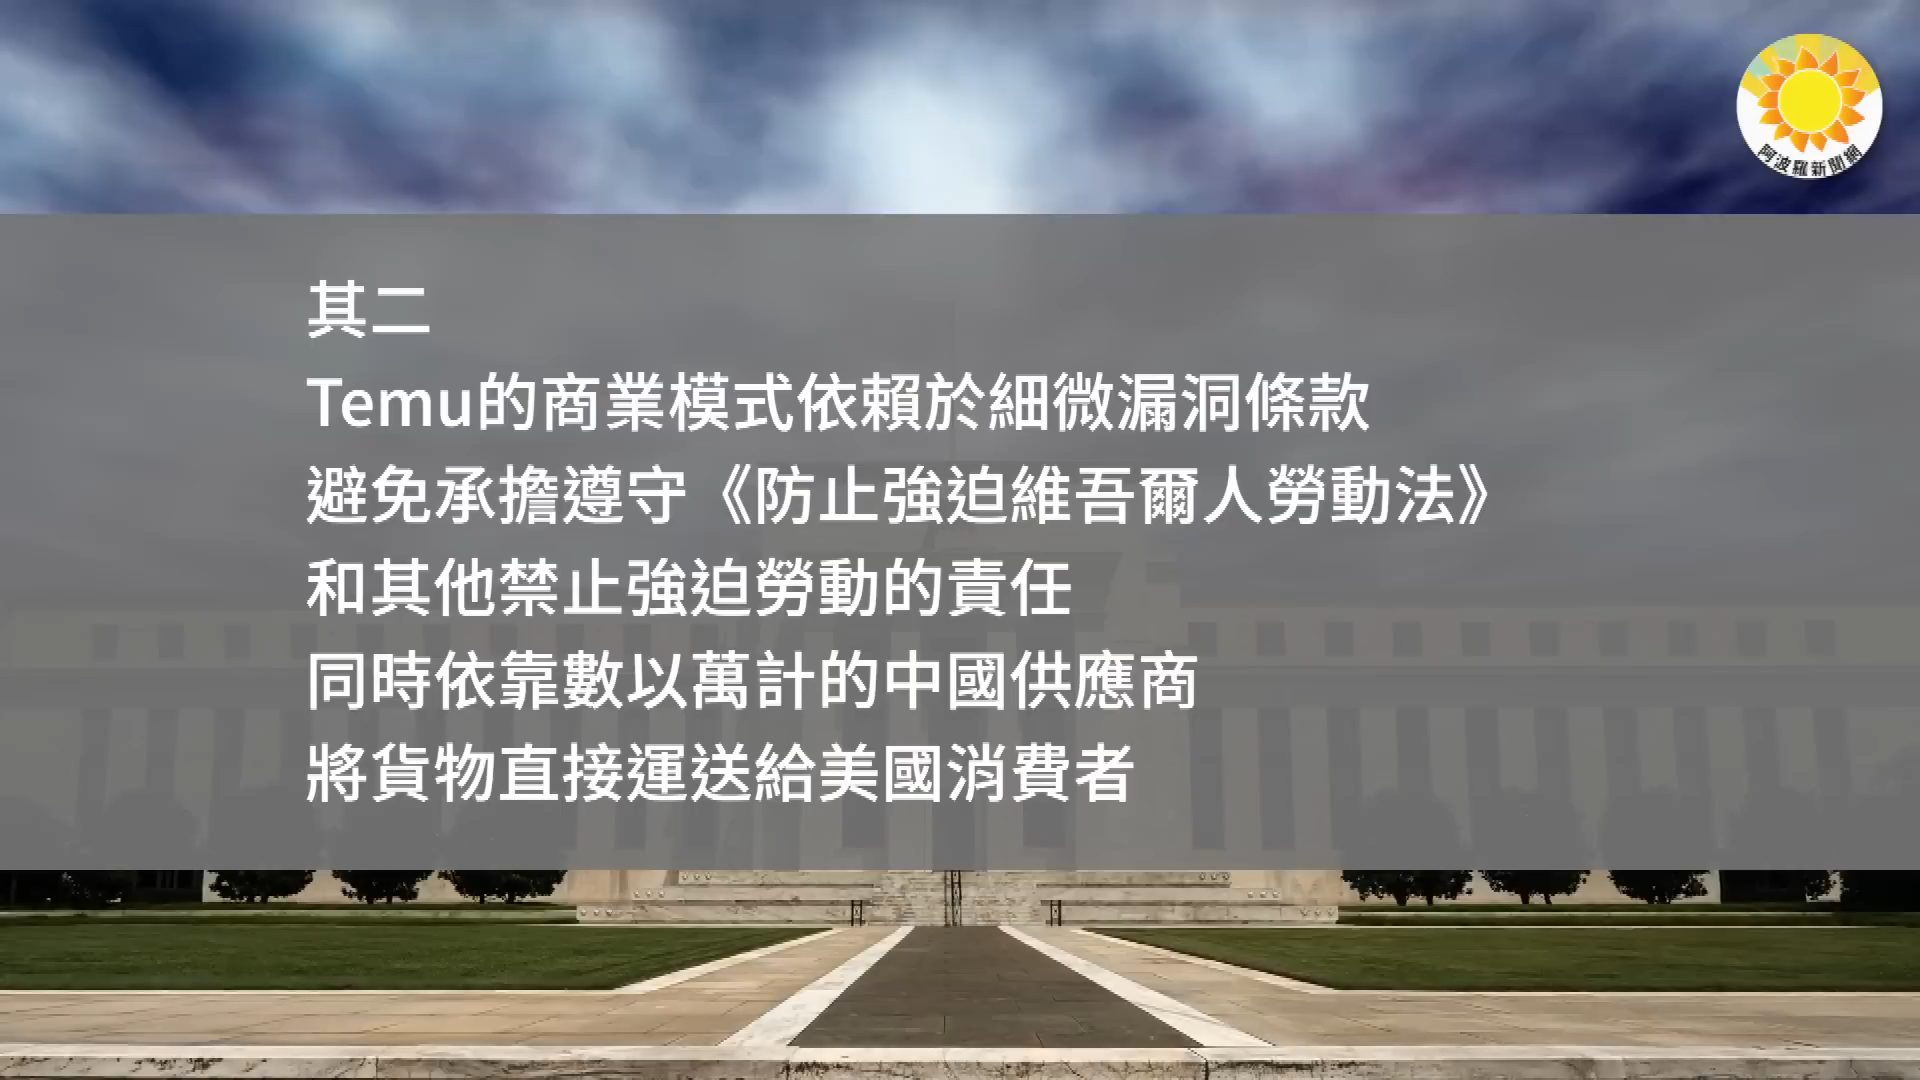 阿波羅新聞網
其二
Temu的商業模式依賴於細微漏洞條款
避免承擔遵守《防止強迫維吾爾人勞動法》
和其他禁止強迫勞動的責任
同時依靠數以萬計的中國供應商
將貨物直接運送給美國消費者